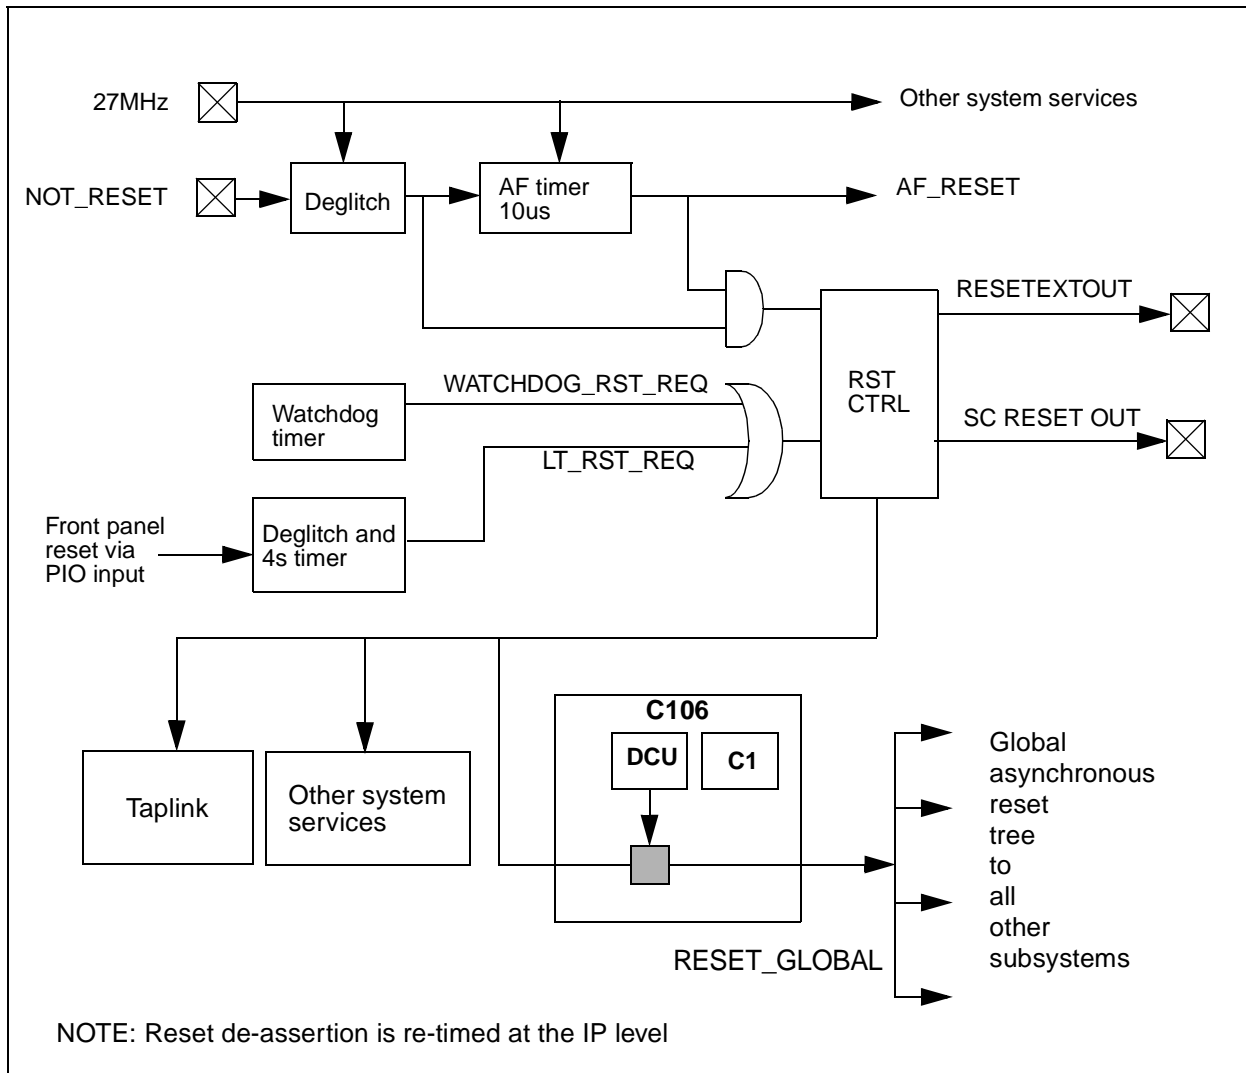 27MHz
Other system services
NOT_RESET
Deglitch
AF timer
10us
AF_RESET
RESETEXTOUT
RST
CTRL
WATCHDOG_RST_REQ
Watchdog
timer
LT_RST_REQ
SC RESET OUT
Front panel
reset via
PIO input
Deglitch and
4s timer
C106
DCU
C1
Taplink
Other system
services
Global
asynchronous
reset
tree
to
all
other
subsystems
RESET_GLOBAL
NOTE: Reset de-assertion is re-timed at the IP level